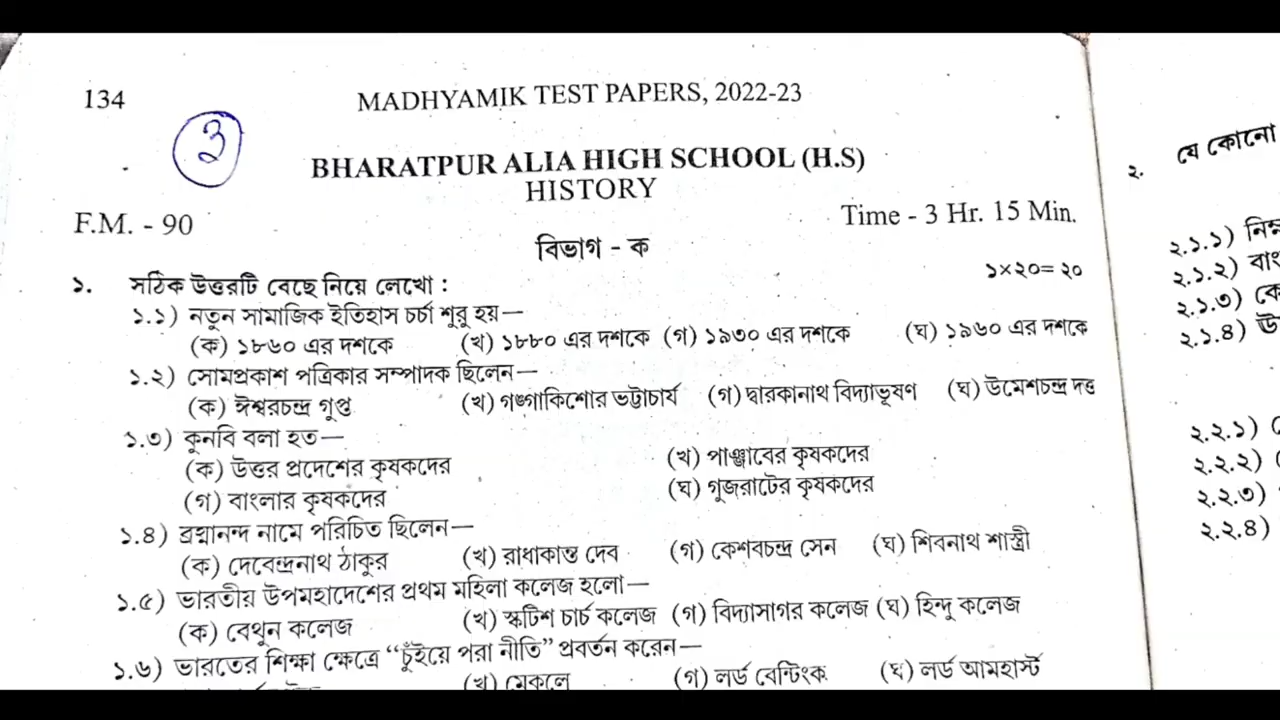 134
MADHYAMIK TEST PAPERS, 2022-23
৩
BHARATPUR ALIA HIGH SCHOOL (H.S)
HISTORY
F.M. - 90
Time - 3 Hr. 15 Min.
বিভাগ - ক
১. সঠিক উত্তরটি বেছে নিয়ে লেখো : ১×২০= ২০
১.১) নতুন সামাজিক ইতিহাস চর্চা শুরু হয়—
(ক) ১৮৬০ এর দশকে (খ) ১৮৮০ এর দশকে (গ) ১৯৩০ এর দশকে (ঘ) ১৯৬০ এর দশকে
১.২) সোমপ্রকাশ পত্রিকার সম্পাদক ছিলেন—
(ক) ঈশ্বরচন্দ্র গুপ্ত (খ) গঙ্গাকিশোর ভট্টাচার্য (গ) দ্বারকানাথ বিদ্যাভূষণ (ঘ) উমেশচন্দ্র দত্ত
১.৩) কুনবি বলা হত—
(ক) উত্তর প্রদেশের কৃষকদের (খ) পাঞ্জাবের কৃষকদের
(গ) বাংলার কৃষকদের (ঘ) গুজরাটের কৃষকদের
১.৪) ব্রহ্মানন্দ নামে পরিচিত ছিলেন—
(ক) দেবেন্দ্রনাথ ঠাকুর (খ) রাধাকান্ত দেব (গ) কেশবচন্দ্র সেন (ঘ) শিবনাথ শাস্ত্রী
১.৫) ভারতীয় উপমহাদেশের প্রথম মহিলা কলেজ হলো—
(ক) বেথুন কলেজ (খ) স্কটিশ চার্চ কলেজ (গ) বিদ্যাসাগর কলেজ (ঘ) হিন্দু কলেজ
১.৬) ভারতের শিক্ষা ক্ষেত্রে “চুঁইয়ে পরা নীতি” প্রবর্তন করেন—
(খ) মেকলে (গ) লর্ড বেন্টিংক (ঘ) লর্ড আমহার্স্ট
২. যে কোনো
২.১.১)
২.১.২)
২.১.৩)
২.১.৪)
২.২.১)
২.২.২)
২.২.৩)
২.২.৪)